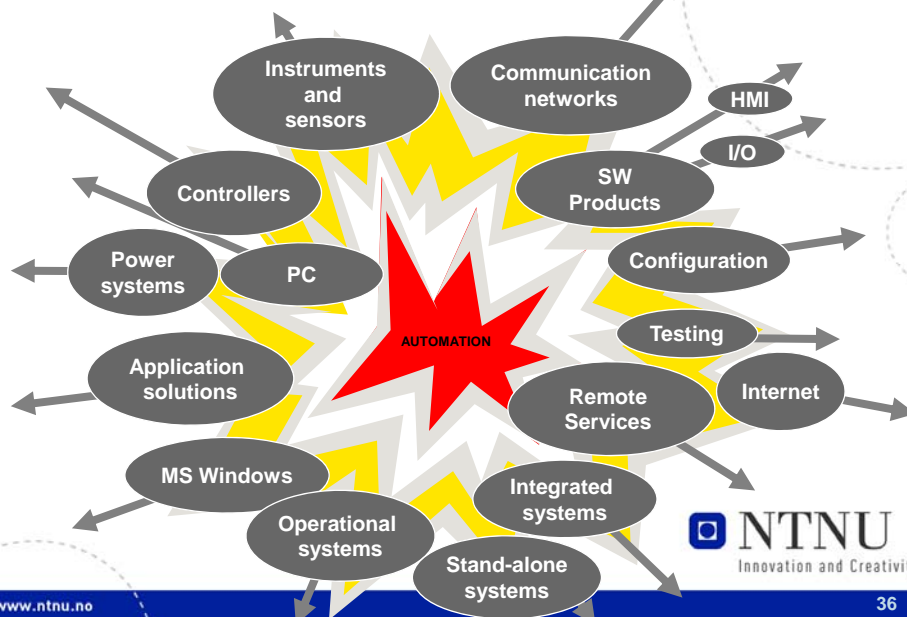 Instruments
and
sensors
Communication
networks
HMI
I/O
SW
Products
Controllers
Configuration
Power
systems
PC
Testing
AUTOMATION
Application
solutions
Internet
Remote
Services
MS Windows
Integrated
systems
Operational
systems
Stand-alone
systems
NTNU
Innovation and Creativi
www.ntnu.no
36